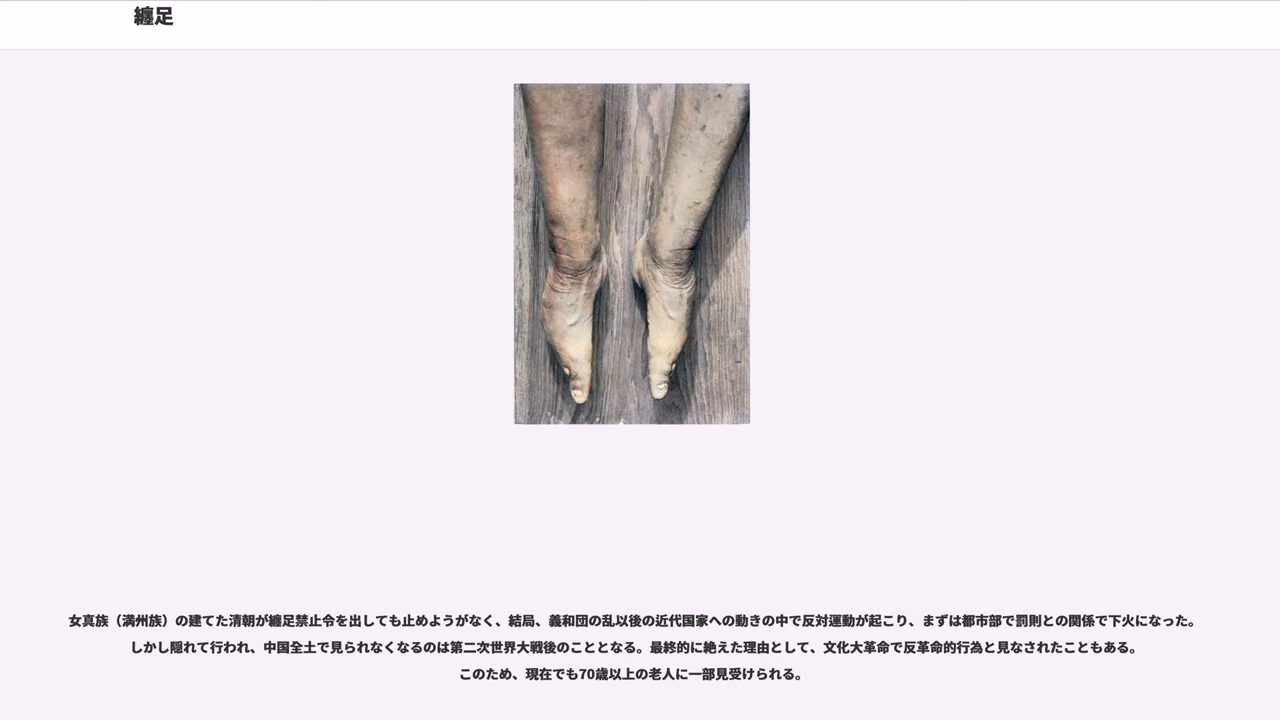 纏足
女真族（満州族）の建てた清朝が纏足禁止令を出しても止めようがなく、結局、義和団の乱以後の近代国家への動きの中で反対運動が起こり、まずは都市部で罰則との関係で下火になった。
しかし隠れて行われ、中国全土で見られなくなるのは第二次世界大戦後のこととなる。最終的に絶えた理由として、文化大革命で反革命的行為と見なされたこともある。
このため、現在でも70歳以上の老人に一部見受けられる。